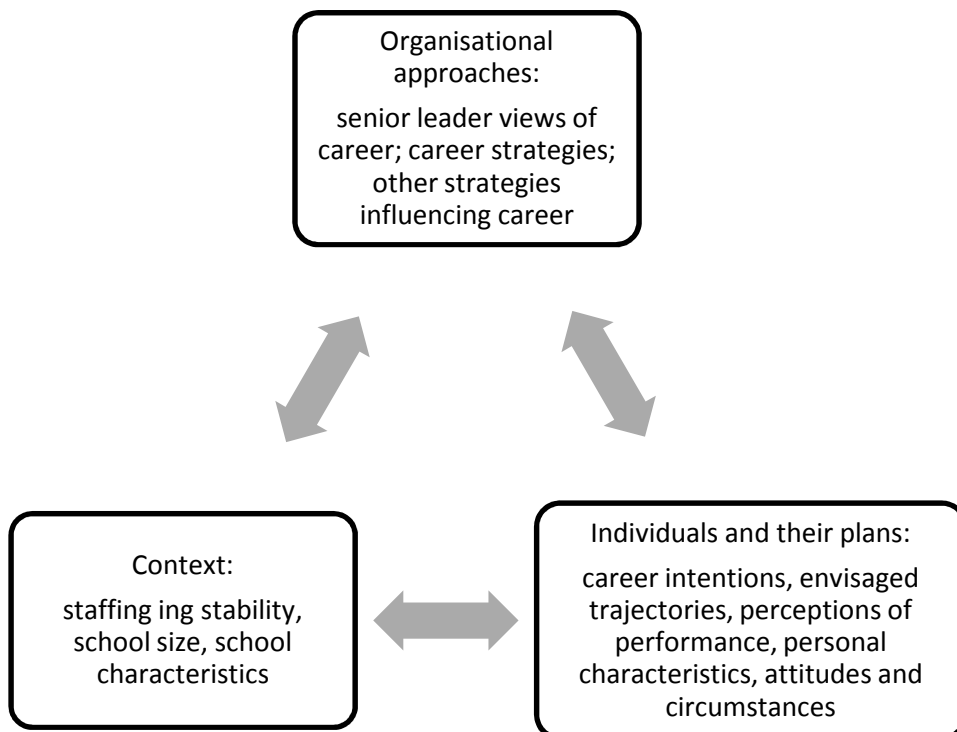 Organisational
approaches:
senior leader views of
career; career strategies;
other strategies
influencing career
Context:
staffing ing stability,
school size, school
characteristics
Individuals and their plans:
career intentions, envisaged
trajectories, perceptions of
performance, personal
characteristics, attitudes and
circumstances